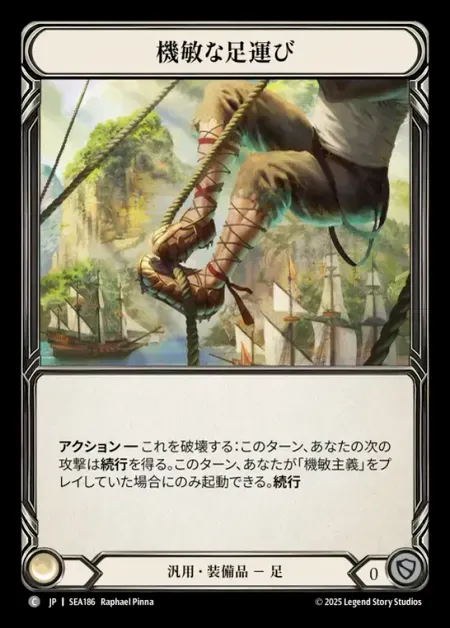 機敏な足運び
アクション ー これを破壊する：このターン、あなたの次の
攻撃は続行を得る。このターン、あなたが「機敏主義」をプ
レイしていた場合にのみ起動できる。続行
汎用・装備品 － 足
0
C JP | SEA186 Raphael Pinna
© 2025 Legend Story Studios